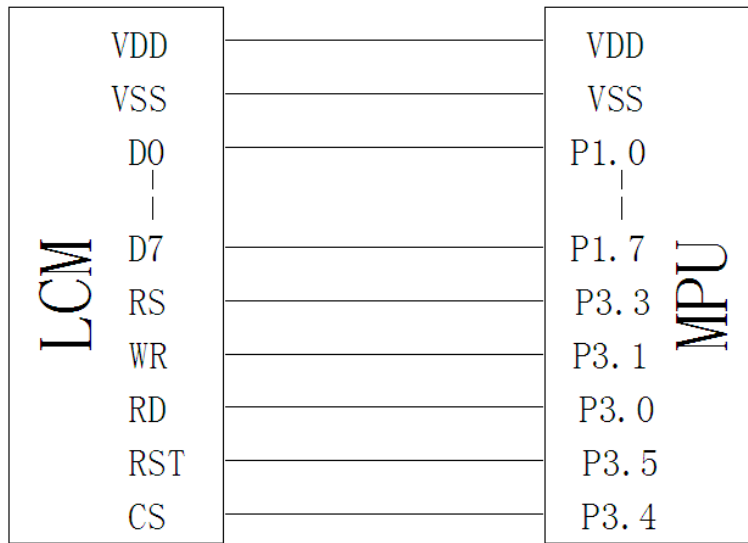 VDD VDD
VSS VSS
D0 P1.0
D7 P1.7
RS P3.3
WR P3.1
RD P3.0
RST P3.5
CS P3.4
LCM
MPU